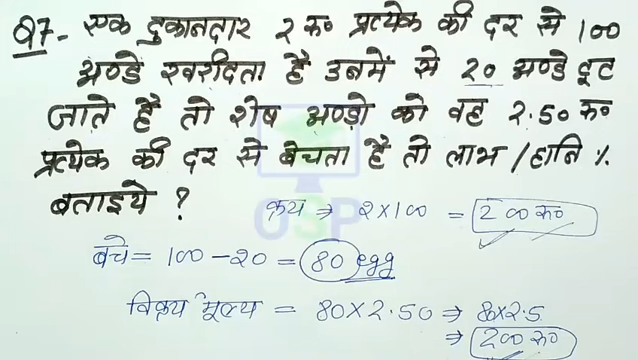 Q7- एक दुकानदार 2 रू० प्रत्येक की दर से 100
अण्डे खरीदता है उनमें से 20 अण्डे टूट
जाते है तो शेष अण्डो को वह 2.50 रू०
प्रत्येक की दर से बेचता है तो लाभ/हानि %
बताइये ?
क्रय ⇒ 2×100 = 200 रू०
OSP
बचे = 100-20 = 80 egg
विक्रय मूल्य = 80×2.50 ⇒ 80×2.5
⇒ 200 रू०